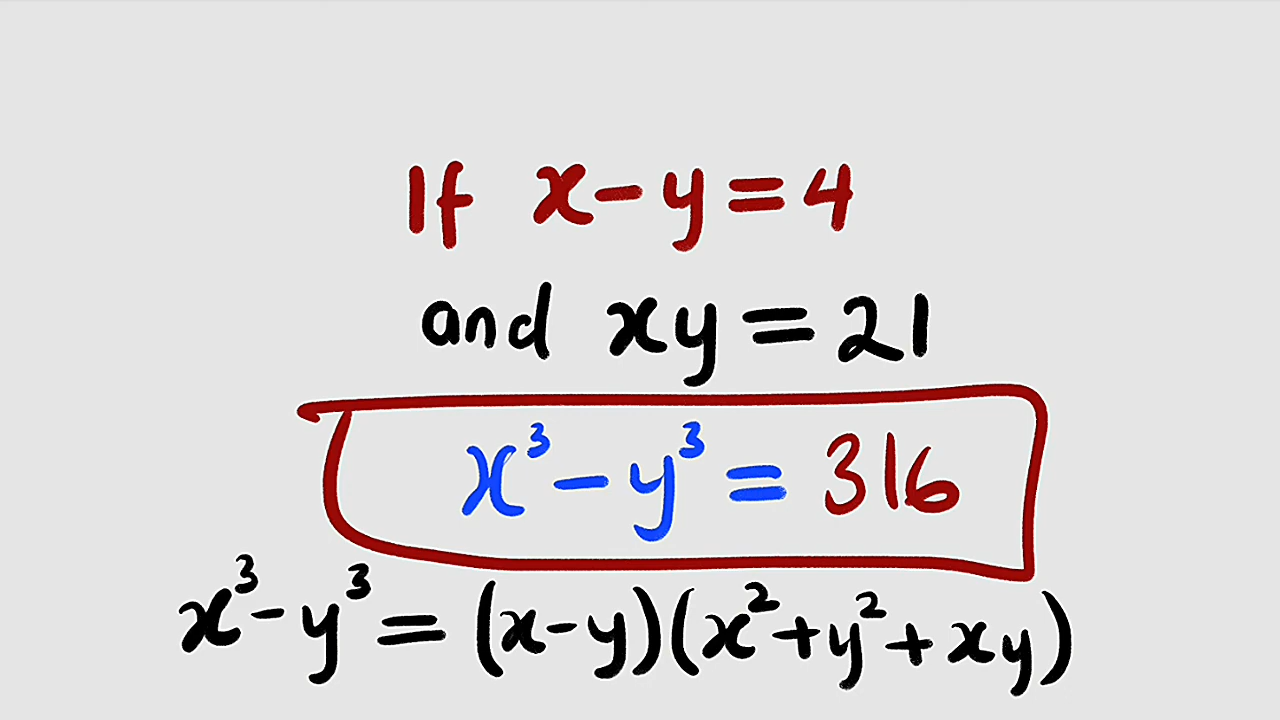 If x-y=4
and xy=21
x³-y³=316
x³-y³=(x-y)(x²+y²+xy)